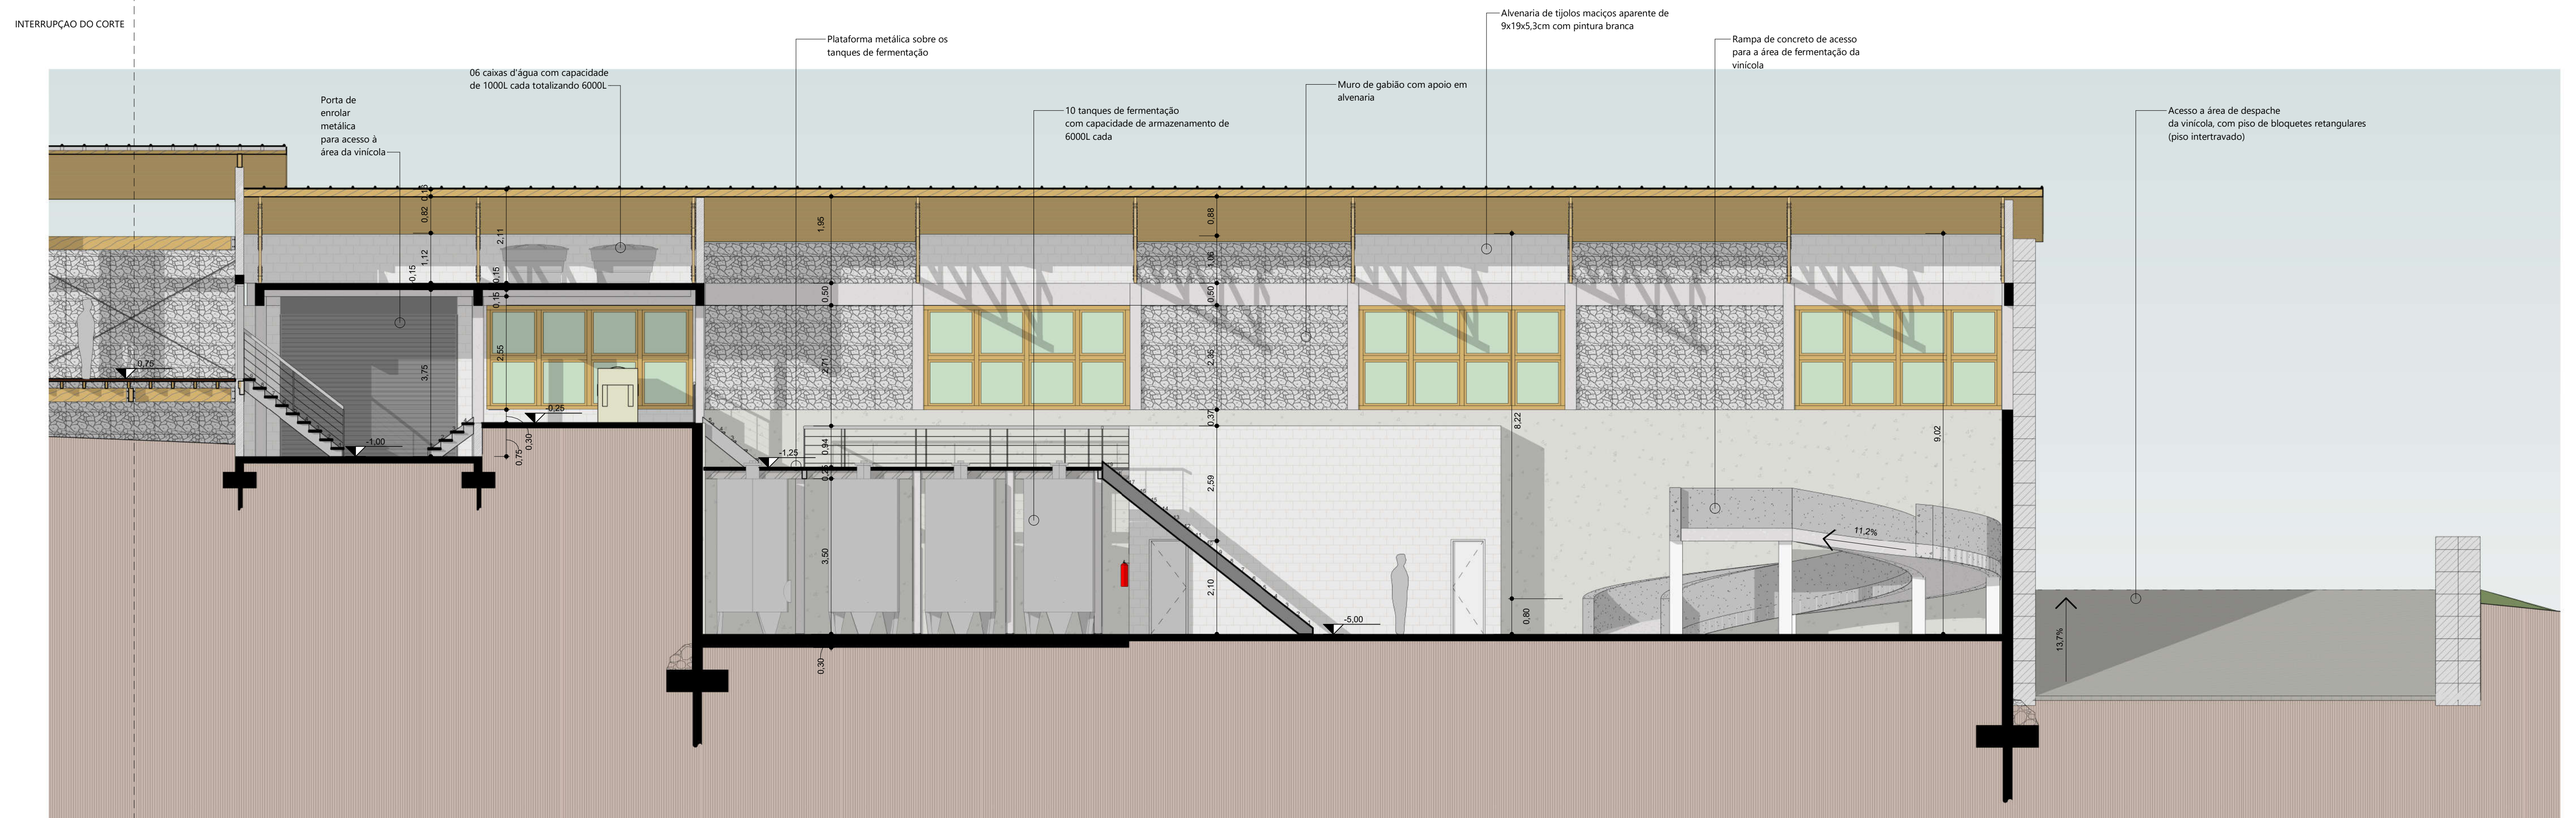 INTERRUPÇAO DO CORTE
Porta de
enrolar
metálica
para acesso à
área da vinícola
06 caixas d'água com capacidade
de 1000L cada totalizando 6000L
Plataforma metálica sobre os
tanques de fermentação
10 tanques de fermentação
com capacidade de armazenamento de
6000L cada
Muro de gabião com apoio em
alvenaria
Alvenaria de tijolos maciços aparente de
9x19x5,3cm com pintura branca
Rampa de concreto de acesso
para a área de fermentação da
vinícola
Acesso a área de despache
da vinícola, com piso de bloquetes retangulares
(piso intertravado)
0,82
1,12
-0,15
3,75
2,11
0,15
0,15
2,55
0,30
0,75
0,75
-1,00
-0,25
-1,25
-5,00
1,95
0,50
2,71
0,94
3,50
0,30
0,88
1,06
0,50
2,35
0,37
2,59
2,10
8,22
0,80
9,02
11,2%
13,7%